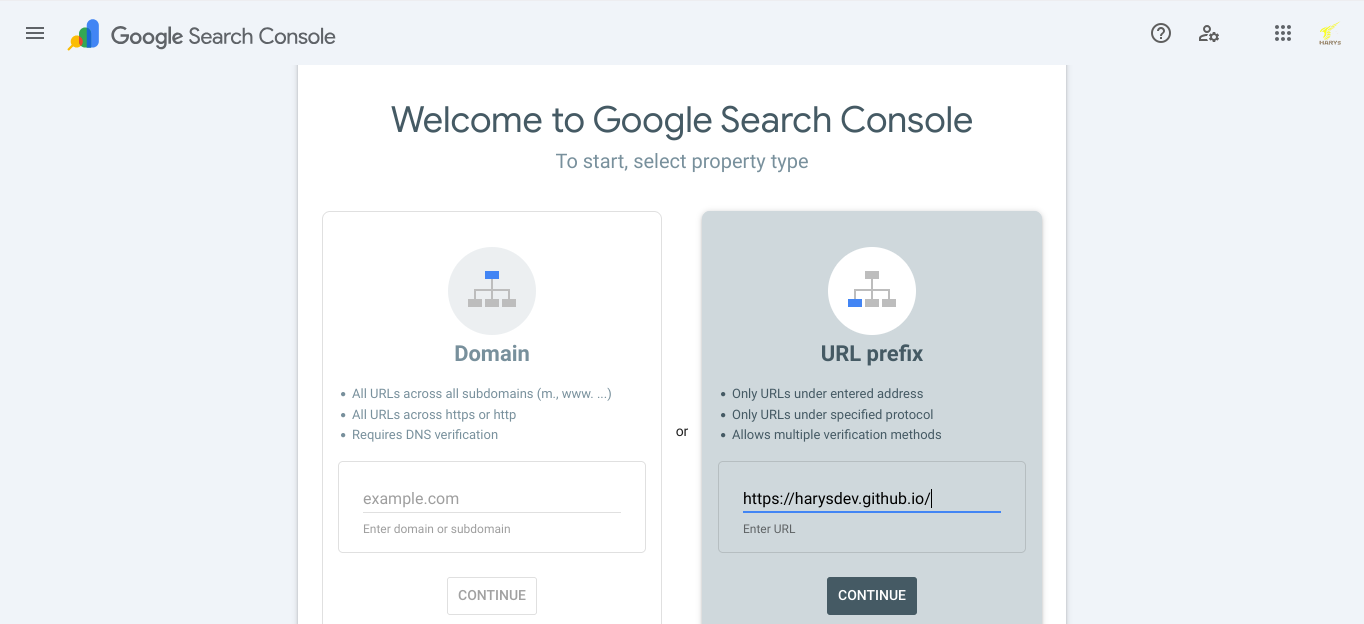 Google Search Console
HARYS
Welcome to Google Search Console
To start, select property type
Domain
• All URLs across all subdomains (m., www. ...)
• All URLs across https or http
• Requires DNS verification
example.com
Enter domain or subdomain
CONTINUE
or
URL prefix
• Only URLs under entered address
• Only URLs under specified protocol
• Allows multiple verification methods
https://harysdev.github.io/
Enter URL
CONTINUE